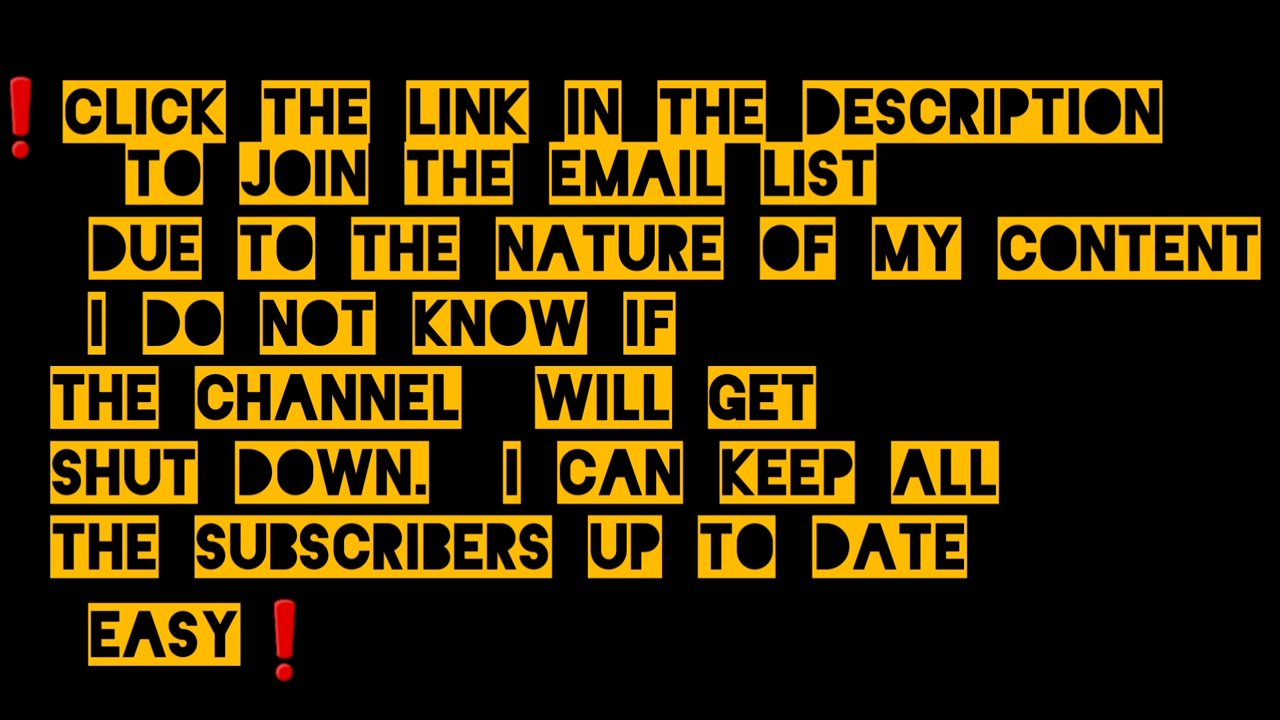 ❗CLICK THE LINK IN THE DESCRIPTION
TO JOIN THE EMAIL LIST
DUE TO THE NATURE OF MY CONTENT
I DO NOT KNOW IF
THE CHANNEL WILL GET
SHUT DOWN. I CAN KEEP ALL
THE SUBSCRIBERS UP TO DATE
EASY❗